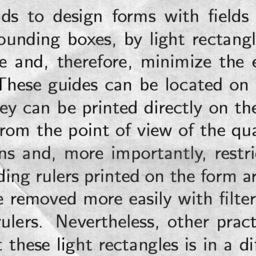 ds to design forms with fields
ounding boxes, by light rectangl
e and, therefore, minimize the e
These guides can be located on
ey can be printed directly on the
rom the point of view of the qua
ns and, more importantly, restri
ding rulers printed on the form ar
e removed more easily with filter
rulers. Nevertheless, other pract
t these light rectangles is in a di